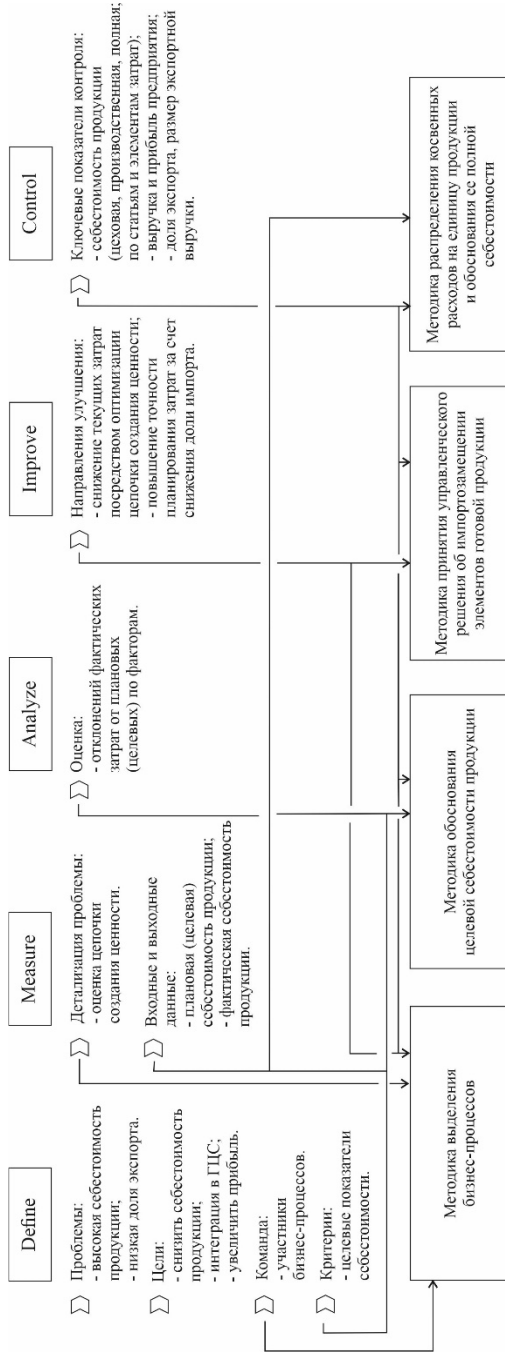 Define
Проблемы:
- высокая себестоимость
продукции;
- низкая доля экспорта.
Цели:
- снизить себестоимость
продукции;
- интеграция в ГЦС;
- увеличить прибыль.
Команда:
- участники
бизнес-процессов.
Критерии:
- целевые показатели
себестоимости.
Measure
Детализация проблемы:
- оценка цепочки
создания ценности.
Входные и выходные
данные:
- плановая (целевая)
себестоимость продукции;
- фактическая себестоимость
продукции.
Analyze
Оценка:
- отклонений фактических
затрат от плановых
(целевых) по факторам.
Improve
Направления улучшения:
- снижение текущих затрат
посредством оптимизации
цепочки создания ценности;
- повышение точности
планирования затрат за счет
снижения доли импорта.
Control
Ключевые показатели контроля:
- себестоимость продукции
(цеховая, производственная, полная;
по статьям и элементам затрат);
- выручка и прибыль предприятия;
- доля экспорта, размер экспортной
выручки.
Методика выделения
бизнес-процессов
Методика обоснования
целевой себестоимости продукции
Методика принятия управленческого
решения об импортозамещении
элементов готовой продукции
Методика распределения косвенных
расходов на единицу продукции
и обоснования ее полной
себестоимости